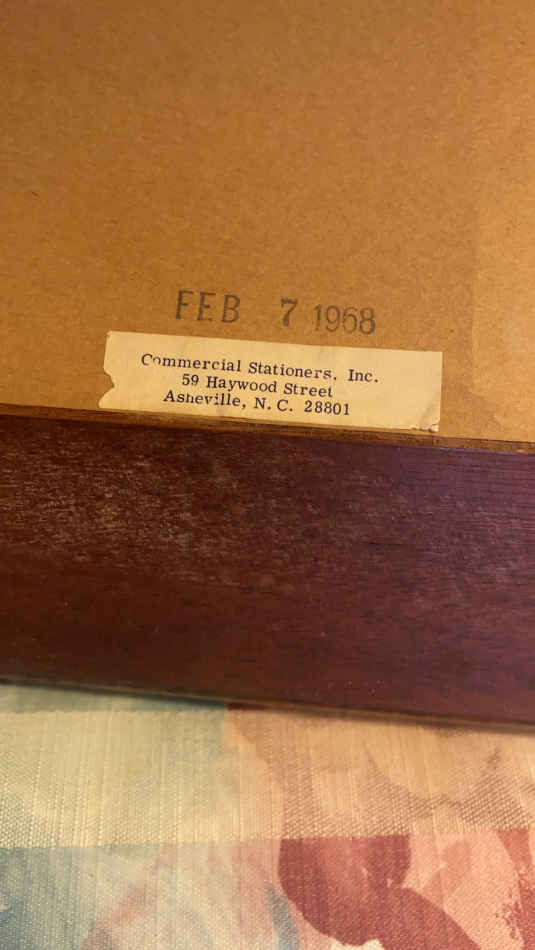 FEB 7 1968
Commercial Stationers, Inc.
59 Haywood Street
Asheville, N. C. 28801